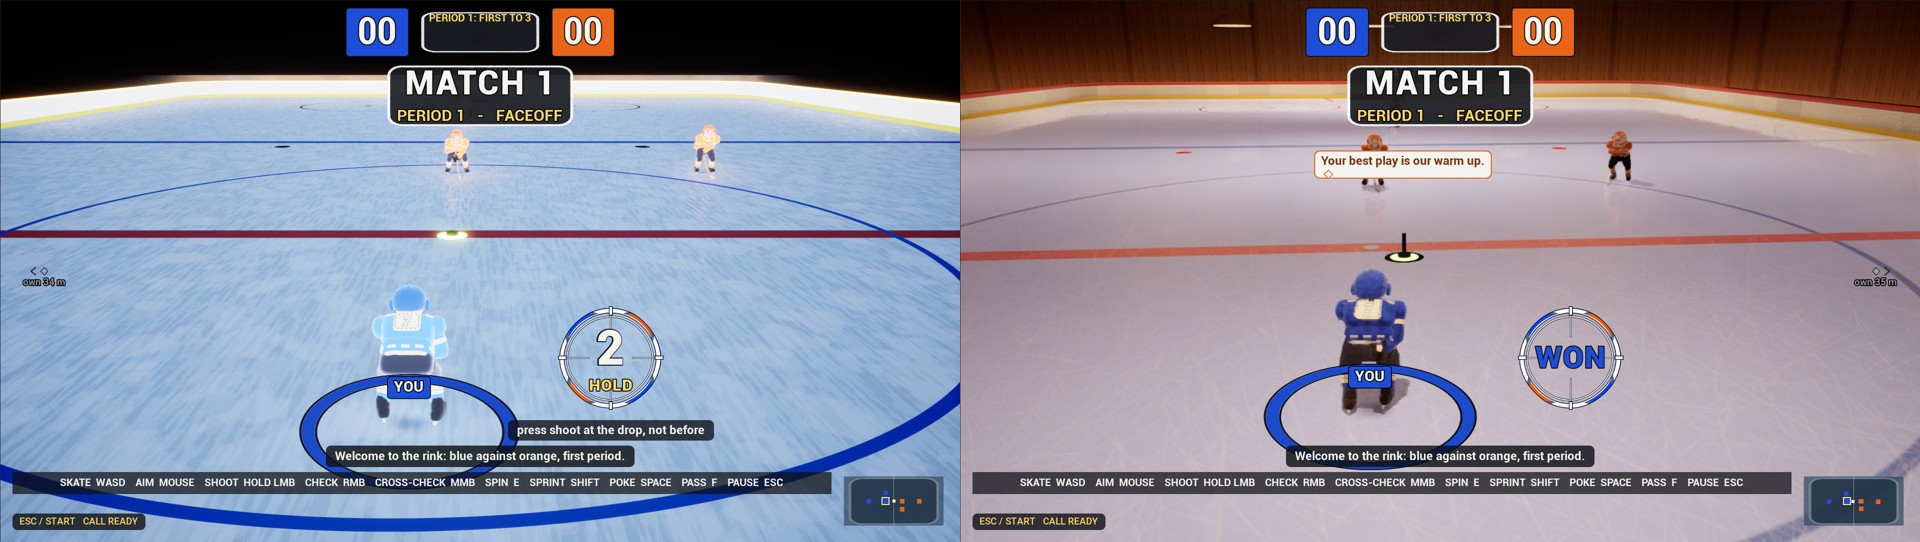 00
PERIOD 1: FIRST TO 3
00
MATCH 1
PERIOD 1 - FACEOFF
own 34 m
2
HOLD
YOU
press shoot at the drop, not before
Welcome to the rink: blue against orange, first period.
SKATE WASD AIM MOUSE SHOOT HOLD LMB CHECK RMB CROSS-CHECK MMB SPIN E SPRINT SHIFT POKE SPACE PASS F PAUSE ESC
ESC / START CALL READY
00
PERIOD 1: FIRST TO 3
00
MATCH 1
PERIOD 1 - FACEOFF
Your best play is our warm up.
own 35 m
WON
YOU
Welcome to the rink: blue against orange, first period.
SKATE WASD AIM MOUSE SHOOT HOLD LMB CHECK RMB CROSS-CHECK MMB SPIN E SPRINT SHIFT POKE SPACE PASS F PAUSE ESC
ESC / START CALL READY